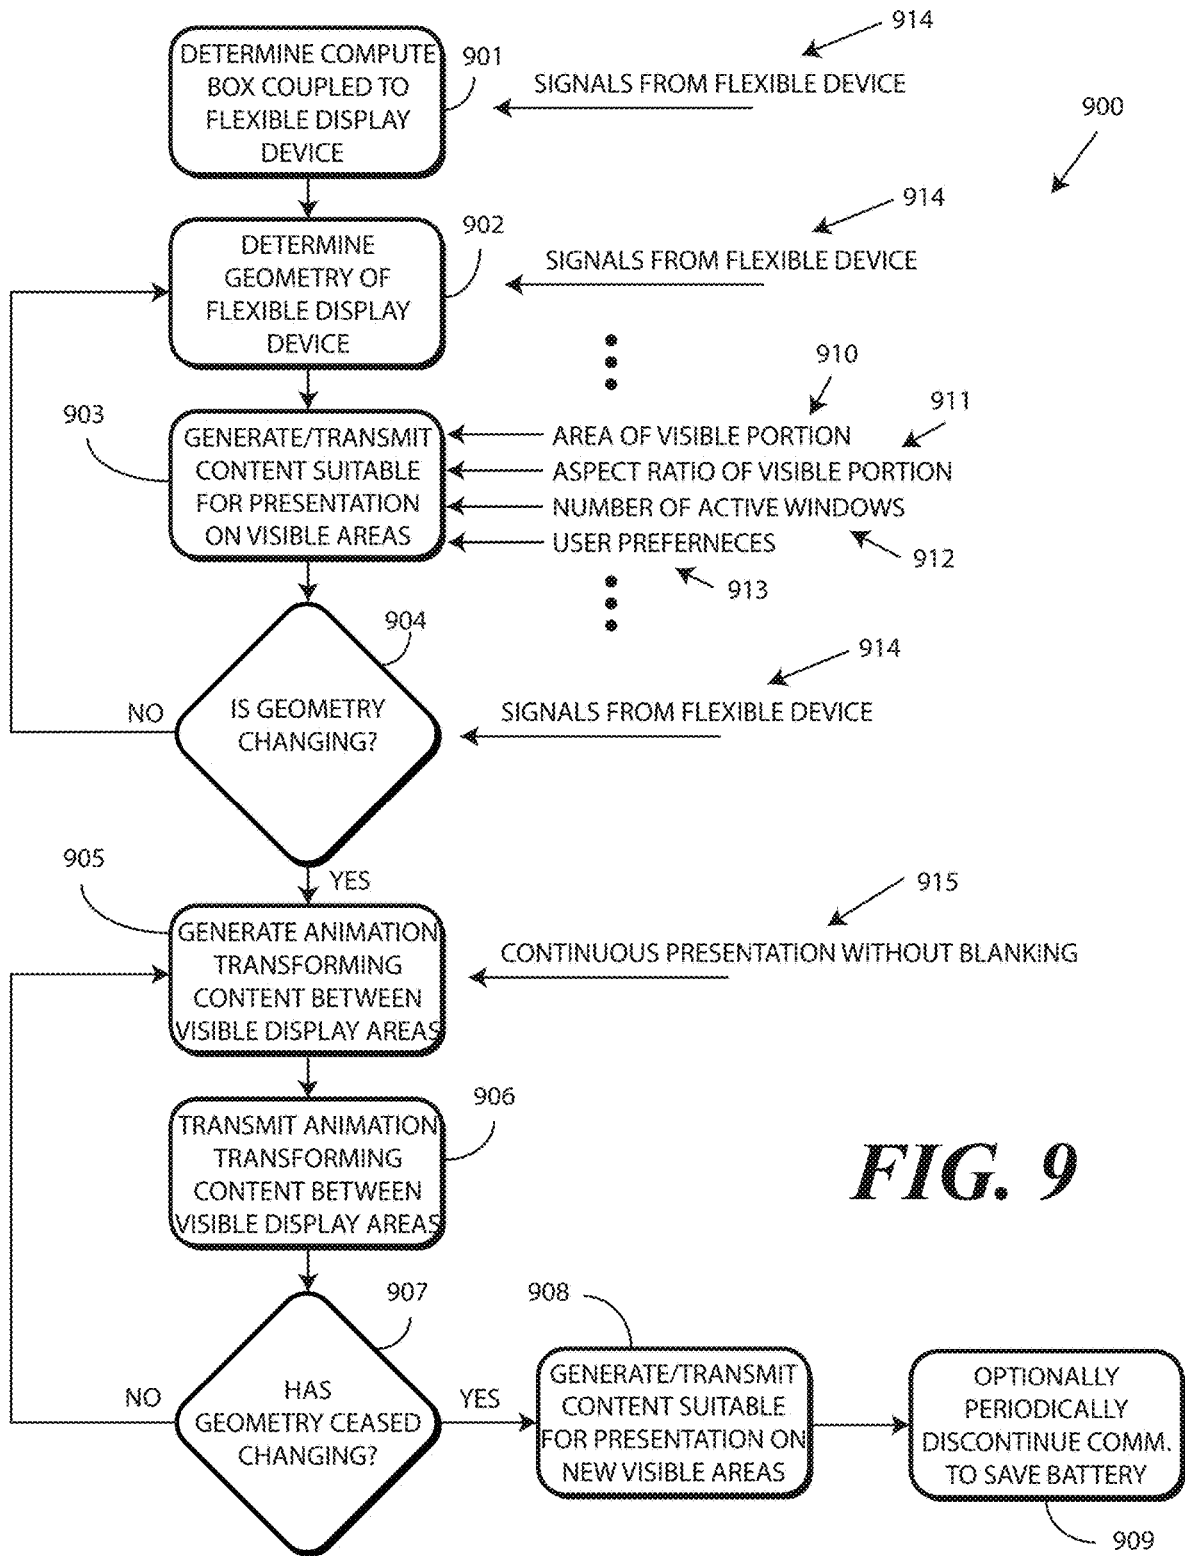 914
DETERMINE COMPUTE
BOX COUPLED TO
FLEXIBLE DISPLAY
DEVICE
901
SIGNALS FROM FLEXIBLE DEVICE
900
914
DETERMINE
GEOMETRY OF
FLEXIBLE DISPLAY
DEVICE
902
SIGNALS FROM FLEXIBLE DEVICE
910
911
903
GENERATE/TRANSMIT
CONTENT SUITABLE
FOR PRESENTATION
ON VISIBLE AREAS
AREA OF VISIBLE PORTION
ASPECT RATIO OF VISIBLE PORTION
NUMBER OF ACTIVE WINDOWS
USER PREFERNECES
912
913
904
914
NO
IS GEOMETRY
CHANGING?
SIGNALS FROM FLEXIBLE DEVICE
YES
905
915
GENERATE ANIMATION
TRANSFORMING
CONTENT BETWEEN
VISIBLE DISPLAY AREAS
CONTINUOUS PRESENTATION WITHOUT BLANKING
906
TRANSMIT ANIMATION
TRANSFORMING
CONTENT BETWEEN
VISIBLE DISPLAY AREAS
FIG. 9
907
908
NO
HAS
GEOMETRY CEASED
CHANGING?
YES
GENERATE/TRANSMIT
CONTENT SUITABLE
FOR PRESENTATION ON
NEW VISIBLE AREAS
OPTIONALLY
PERIODICALLY
DISCONTINUE COMM.
TO SAVE BATTERY
909